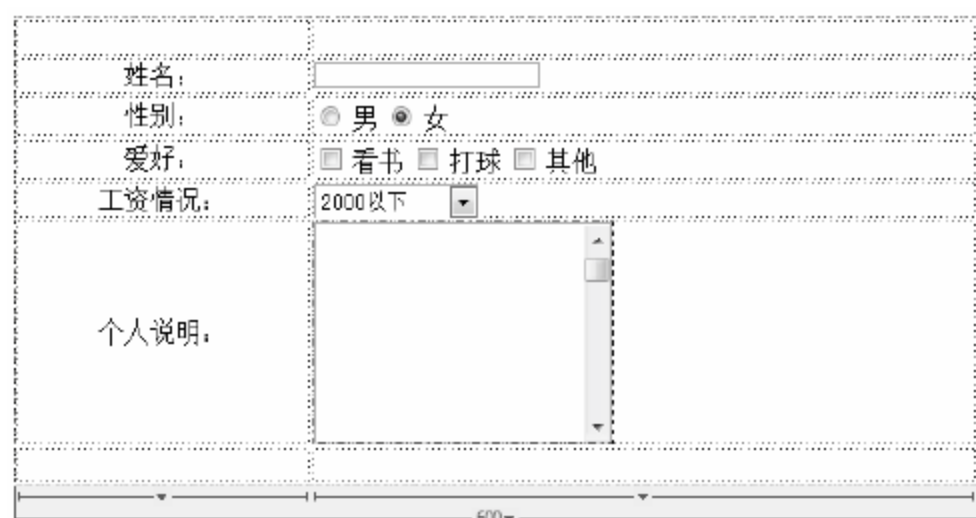 姓名：
男 女
性别：
爱好：
看书 打球 其他
工资情况：
2000以下
个人说明：